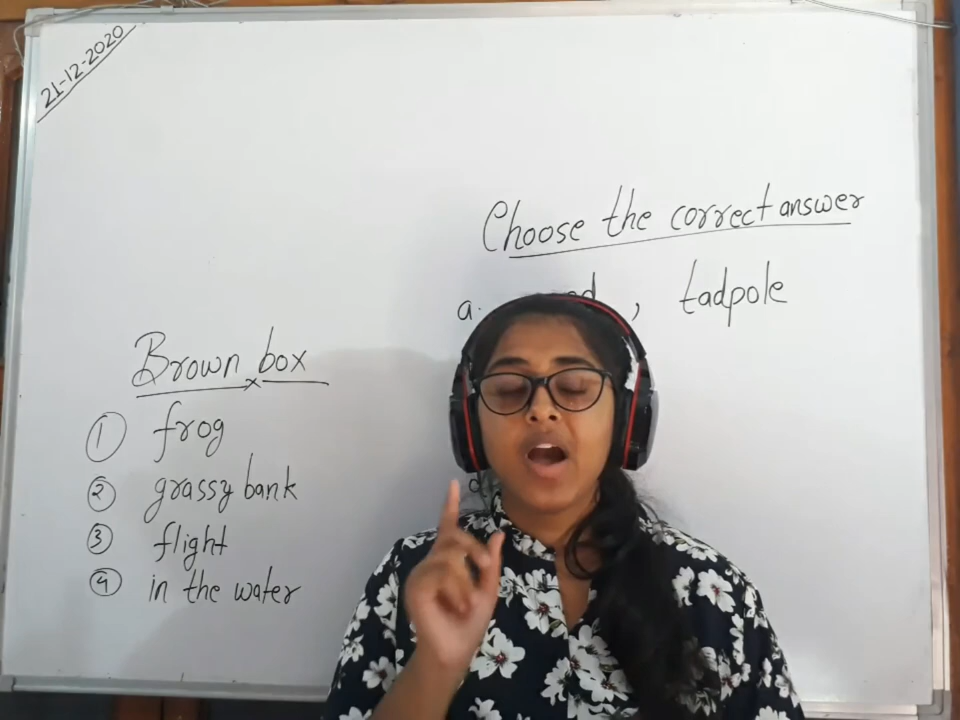 21-12-2020
Choose the correct answer
a. , tadpole
Brown box
1 frog
2 grassy bank
3 flight
4 in the water